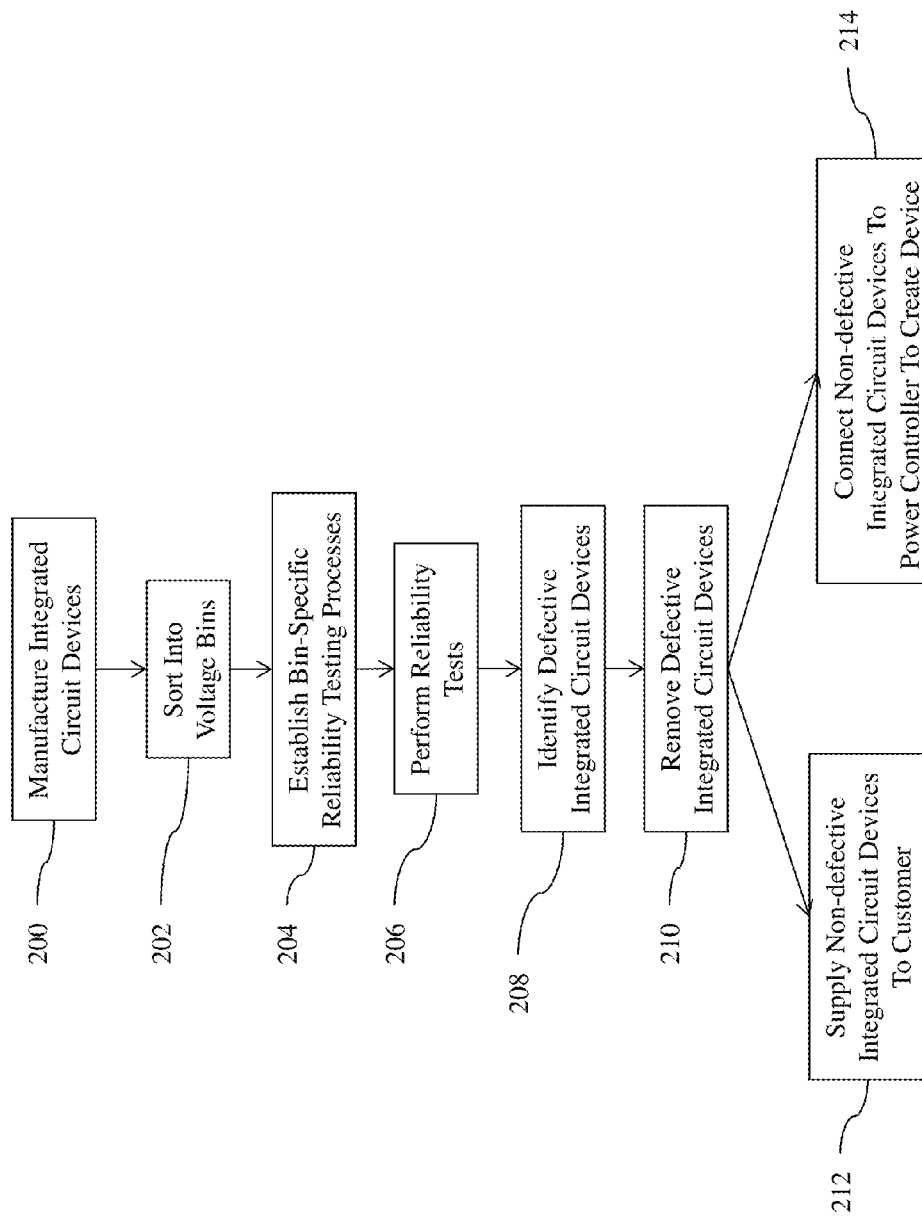 200
Manufacture Integrated
Circuit Devices
202
Sort Into
Voltage Bins
204
Establish Bin-Specific
Reliability Testing Processes
206
Perform Reliability
Tests
208
Identify Defective
Integrated Circuit Devices
210
Remove Defective
Integrated Circuit Devices
212
Supply Non-defective
Integrated Circuit Devices
To Customer
214
Connect Non-defective
Integrated Circuit Devices To
Power Controller To Create Device